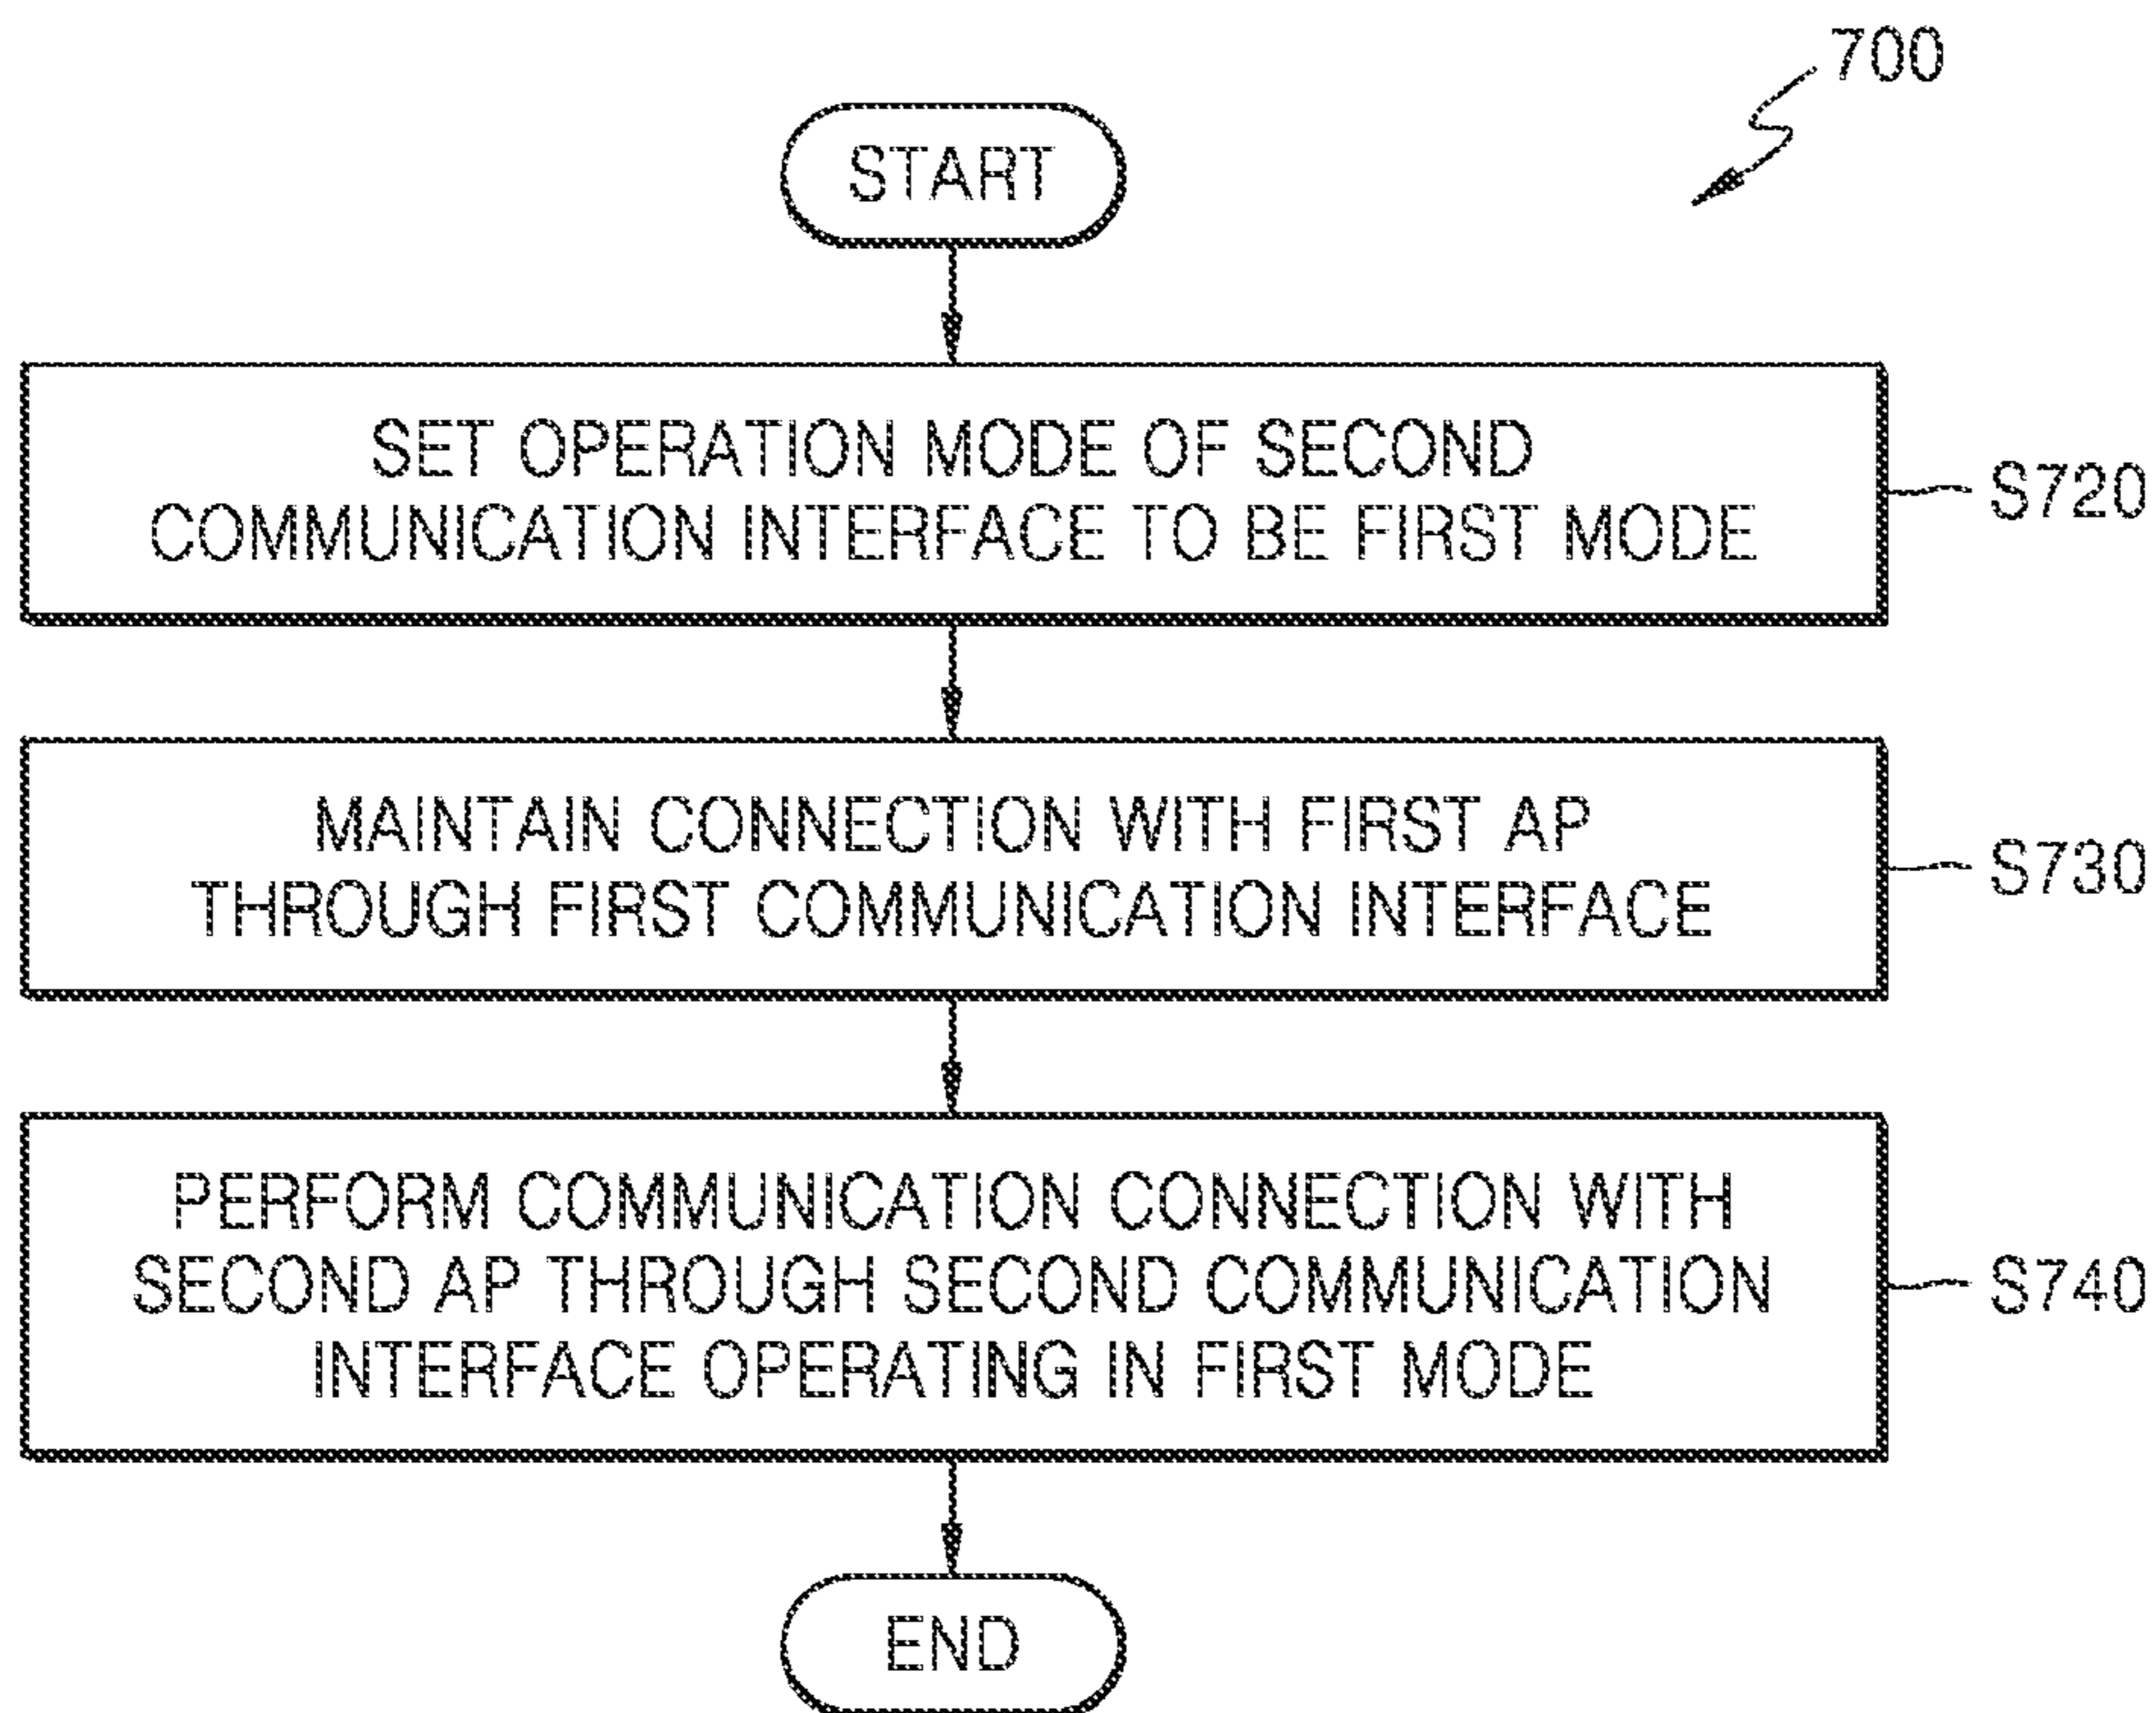 700
START
SET OPERATION MODE OF SECOND
COMMUNICATION INTERFACE TO BE FIRST MODE
S720
MAINTAIN CONNECTION WITH FIRST AP
THROUGH FIRST COMMUNICATION INTERFACE
S730
PERFORM COMMUNICATION CONNECTION WITH
SECOND AP THROUGH SECOND COMMUNICATION
INTERFACE OPERATING IN FIRST MODE
S740
END